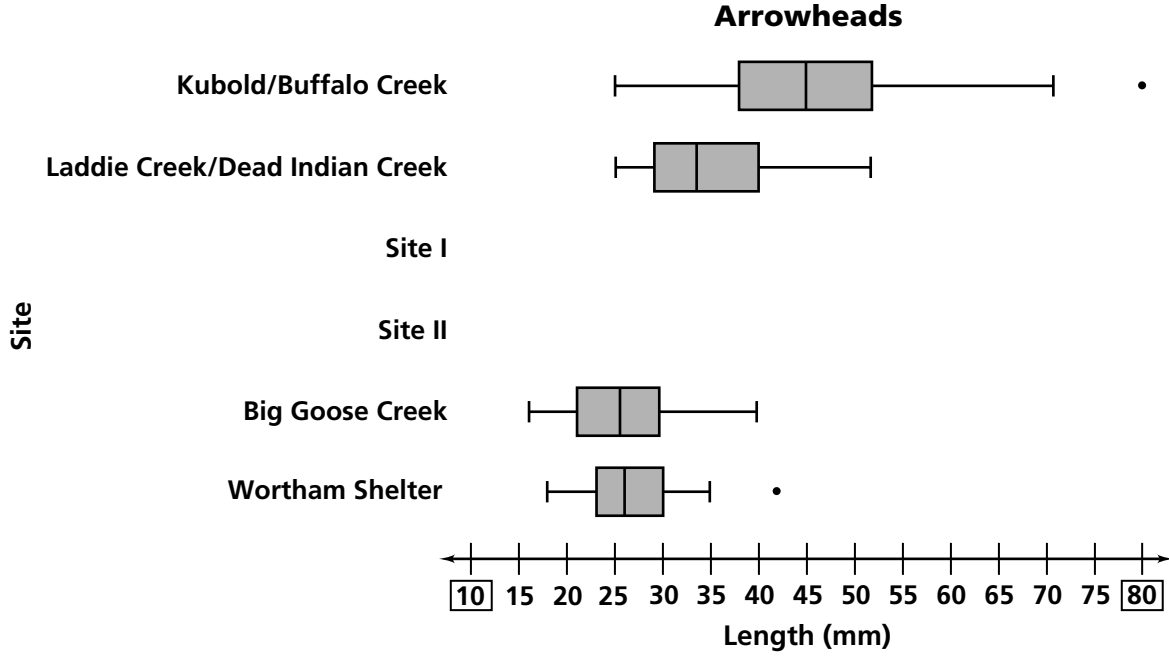 Arrowheads
Kubold/Buffalo Creek
Laddie Creek/Dead Indian Creek
Site I
Site
Site II
Big Goose Creek
Wortham Shelter
10 15 20 25 30 35 40 45 50 55 60 65 70 75 80
Length (mm)